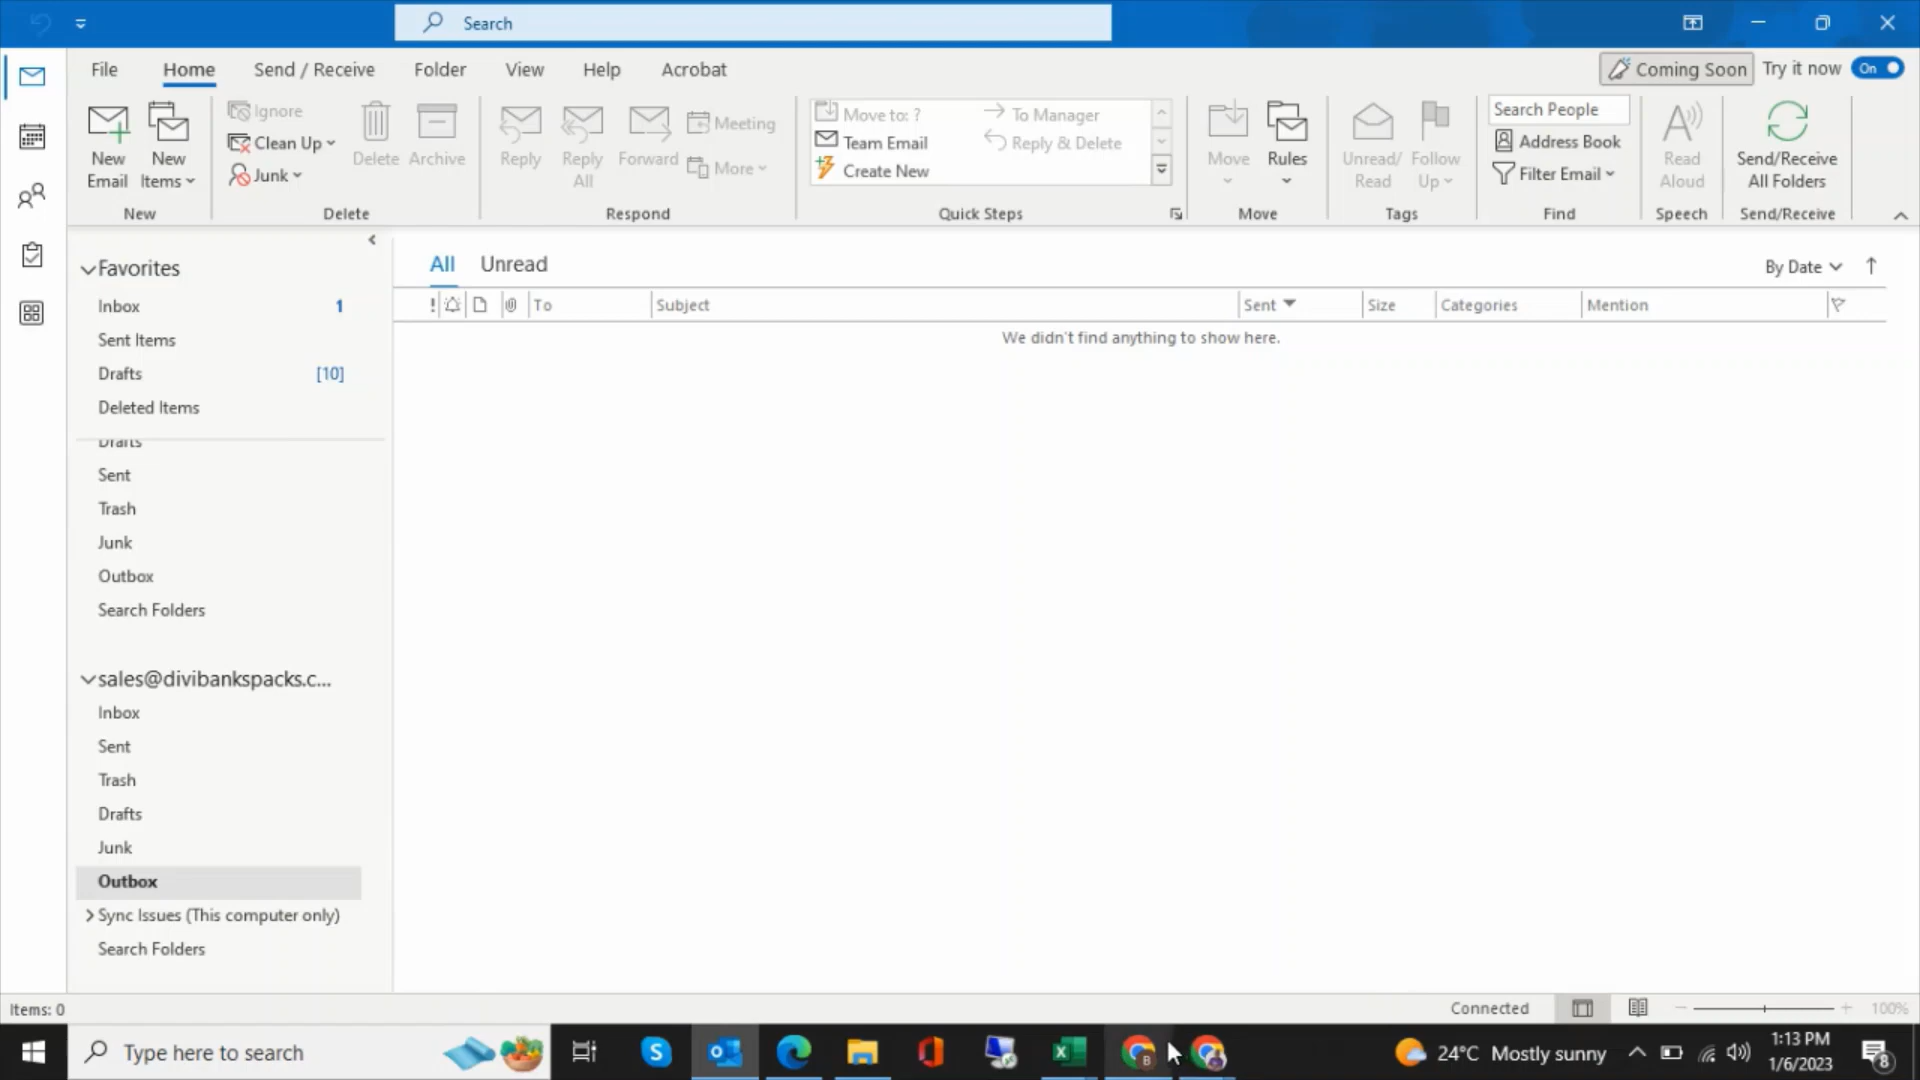 Search
File Home Send / Receive Folder View Help Acrobat Coming Soon Try it now On
New Email
New Items
New
Ignore
Clean Up
Junk
Delete
Archive
Delete
Reply
Reply All
Forward
Meeting
More
Respond
Move to: ? To Manager
Team Email Reply & Delete
Create New
Quick Steps
Move
Rules
Move
Unread/ Read
Follow Up
Tags
Search People
Address Book
Filter Email
Find
Read Aloud
Speech
Send/Receive All Folders
Send/Receive
Favorites
Inbox 1
Sent Items
Drafts [10]
Deleted Items
Drafts
Sent
Trash
Junk
Outbox
Search Folders
sales@divibankspacks.c...
Inbox
Sent
Trash
Drafts
Junk
Outbox
Sync Issues (This computer only)
Search Folders
All Unread By Date
! To Subject Sent Size Categories Mention
We didn't find anything to show here.
Items: 0 Connected 100%
Type here to search
24°C Mostly sunny
1:13 PM
1/6/2023
8